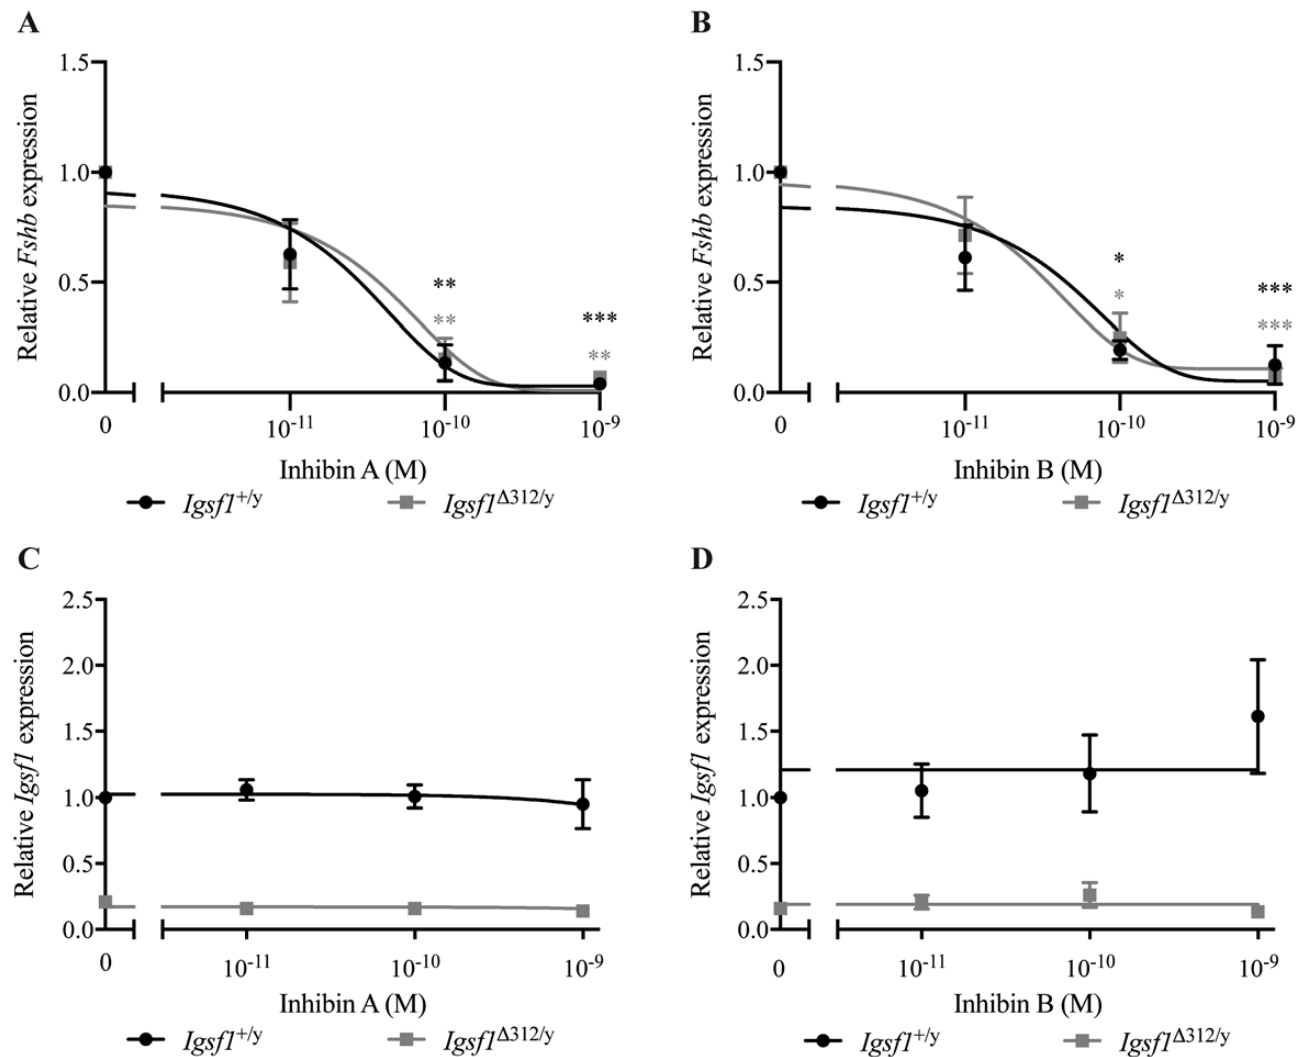 A
Relative Fshb expression
1.5
1.0
0.5
0.0
** ***
** **
0 10⁻¹¹ 10⁻¹⁰ 10⁻⁹
Inhibin A (M)
Igsf1⁺/ʸ Igsf1Δ³¹²/ʸ
B
Relative Fshb expression
1.5
1.0
0.5
0.0
* ***
* ***
0 10⁻¹¹ 10⁻¹⁰ 10⁻⁹
Inhibin B (M)
Igsf1⁺/ʸ Igsf1Δ³¹²/ʸ
C
Relative Igsf1 expression
2.5
2.0
1.5
1.0
0.5
0.0
0 10⁻¹¹ 10⁻¹⁰ 10⁻⁹
Inhibin A (M)
Igsf1⁺/ʸ Igsf1Δ³¹²/ʸ
D
Relative Igsf1 expression
2.5
2.0
1.5
1.0
0.5
0.0
0 10⁻¹¹ 10⁻¹⁰ 10⁻⁹
Inhibin B (M)
Igsf1⁺/ʸ Igsf1Δ³¹²/ʸ